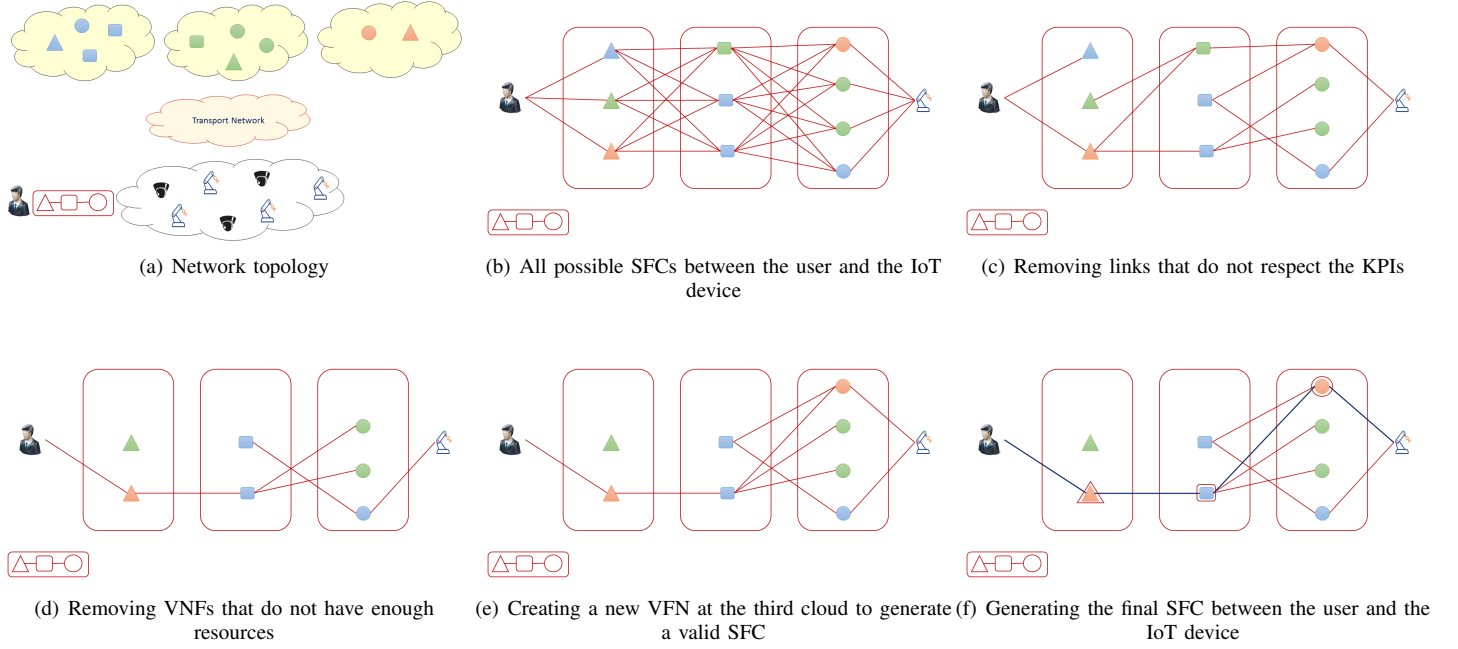 Transport Network
(a) Network topology
(b) All possible SFCs between the user and the IoT
device
(c) Removing links that do not respect the KPIs
(d) Removing VNFs that do not have enough
resources
(e) Creating a new VFN at the third cloud to generate
a valid SFC
(f) Generating the final SFC between the user and the
IoT device